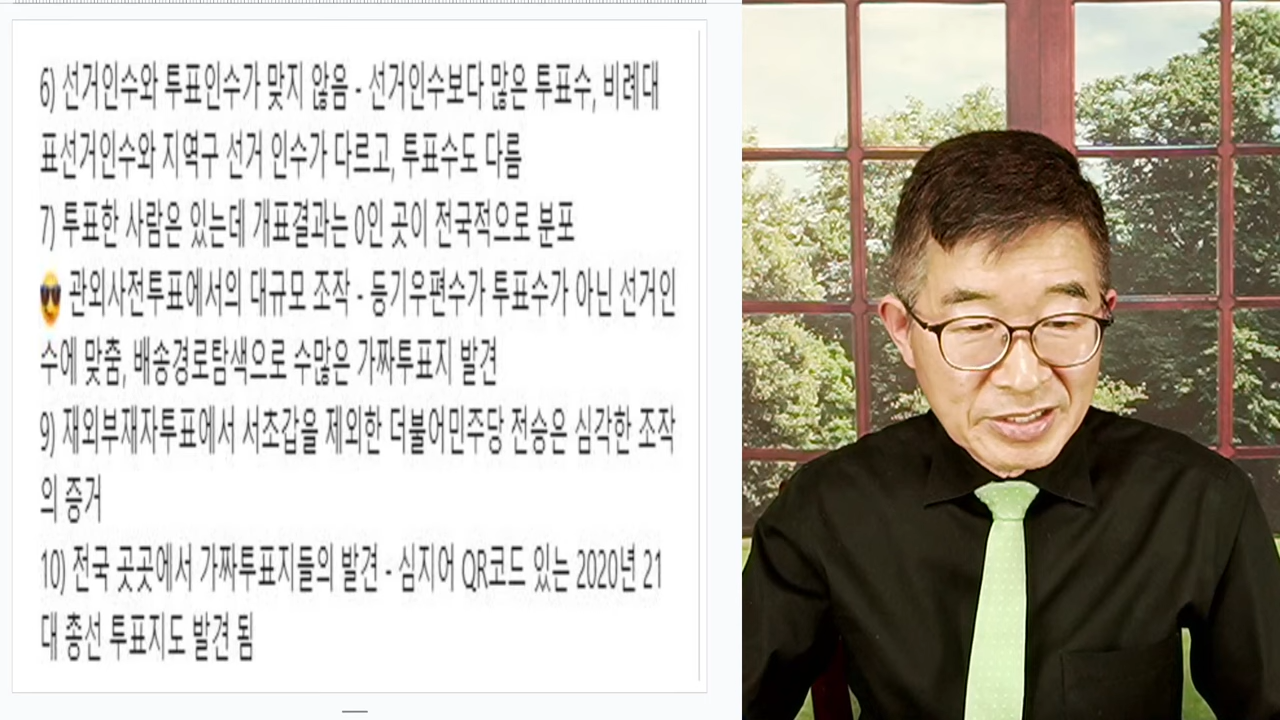 6) 선거인수와 투표인수가 맞지 않음 - 선거인수보다 많은 투표수, 비례대
표선거인수와 지역구 선거 인수가 다르고, 투표수도 다름
7) 투표한 사람은 있는데 개표결과는 0인 곳이 전국적으로 분포
😎 관외사전투표에서의 대규모 조작 - 등기우편수가 투표수가 아닌 선거인
수에 맞춤, 배송경로탐색으로 수많은 가짜투표지 발견
9) 재외부재자투표에서 서초갑을 제외한 더불어민주당 전승은 심각한 조작
의 증거
10) 전국 곳곳에서 가짜투표지들의 발견 - 심지어 QR코드 있는 2020년 21
대 총선 투표지도 발견 됨